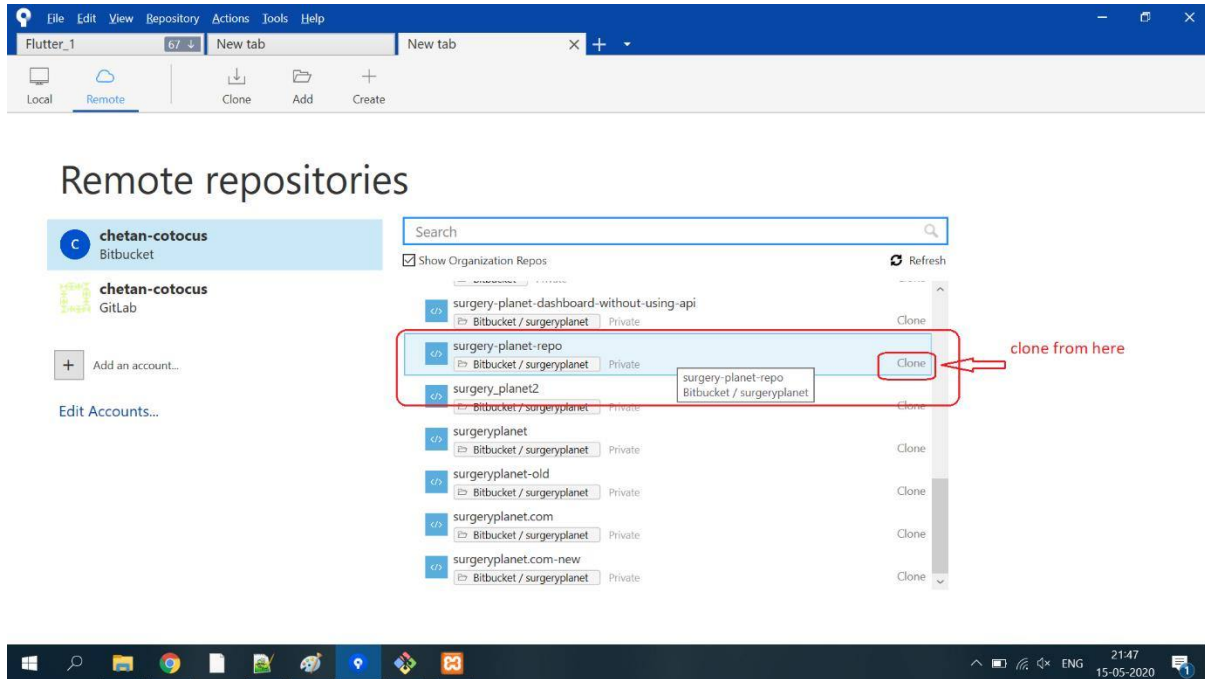 File Edit View Repository Actions Tools Help
Flutter_1 67 ↓ New tab New tab
Local Remote Clone Add Create
Remote repositories
chetan-cotocus
Bitbucket
chetan-cotocus
GitLab
+ Add an account...
Edit Accounts...
Search
Show Organization Repos Refresh
surgery-planet-dashboard-without-using-api
Bitbucket / surgeryplanet Private Clone
surgery-planet-repo
Bitbucket / surgeryplanet Private Clone
clone from here
surgery-planet-repo
Bitbucket / surgeryplanet
surgery_planet2
Bitbucket / surgeryplanet Private Clone
surgeryplanet
Bitbucket / surgeryplanet Private Clone
surgeryplanet-old
Bitbucket / surgeryplanet Private Clone
surgeryplanet.com
Bitbucket / surgeryplanet Private Clone
surgeryplanet.com-new
Bitbucket / surgeryplanet Private Clone
ENG 21:47
15-05-2020